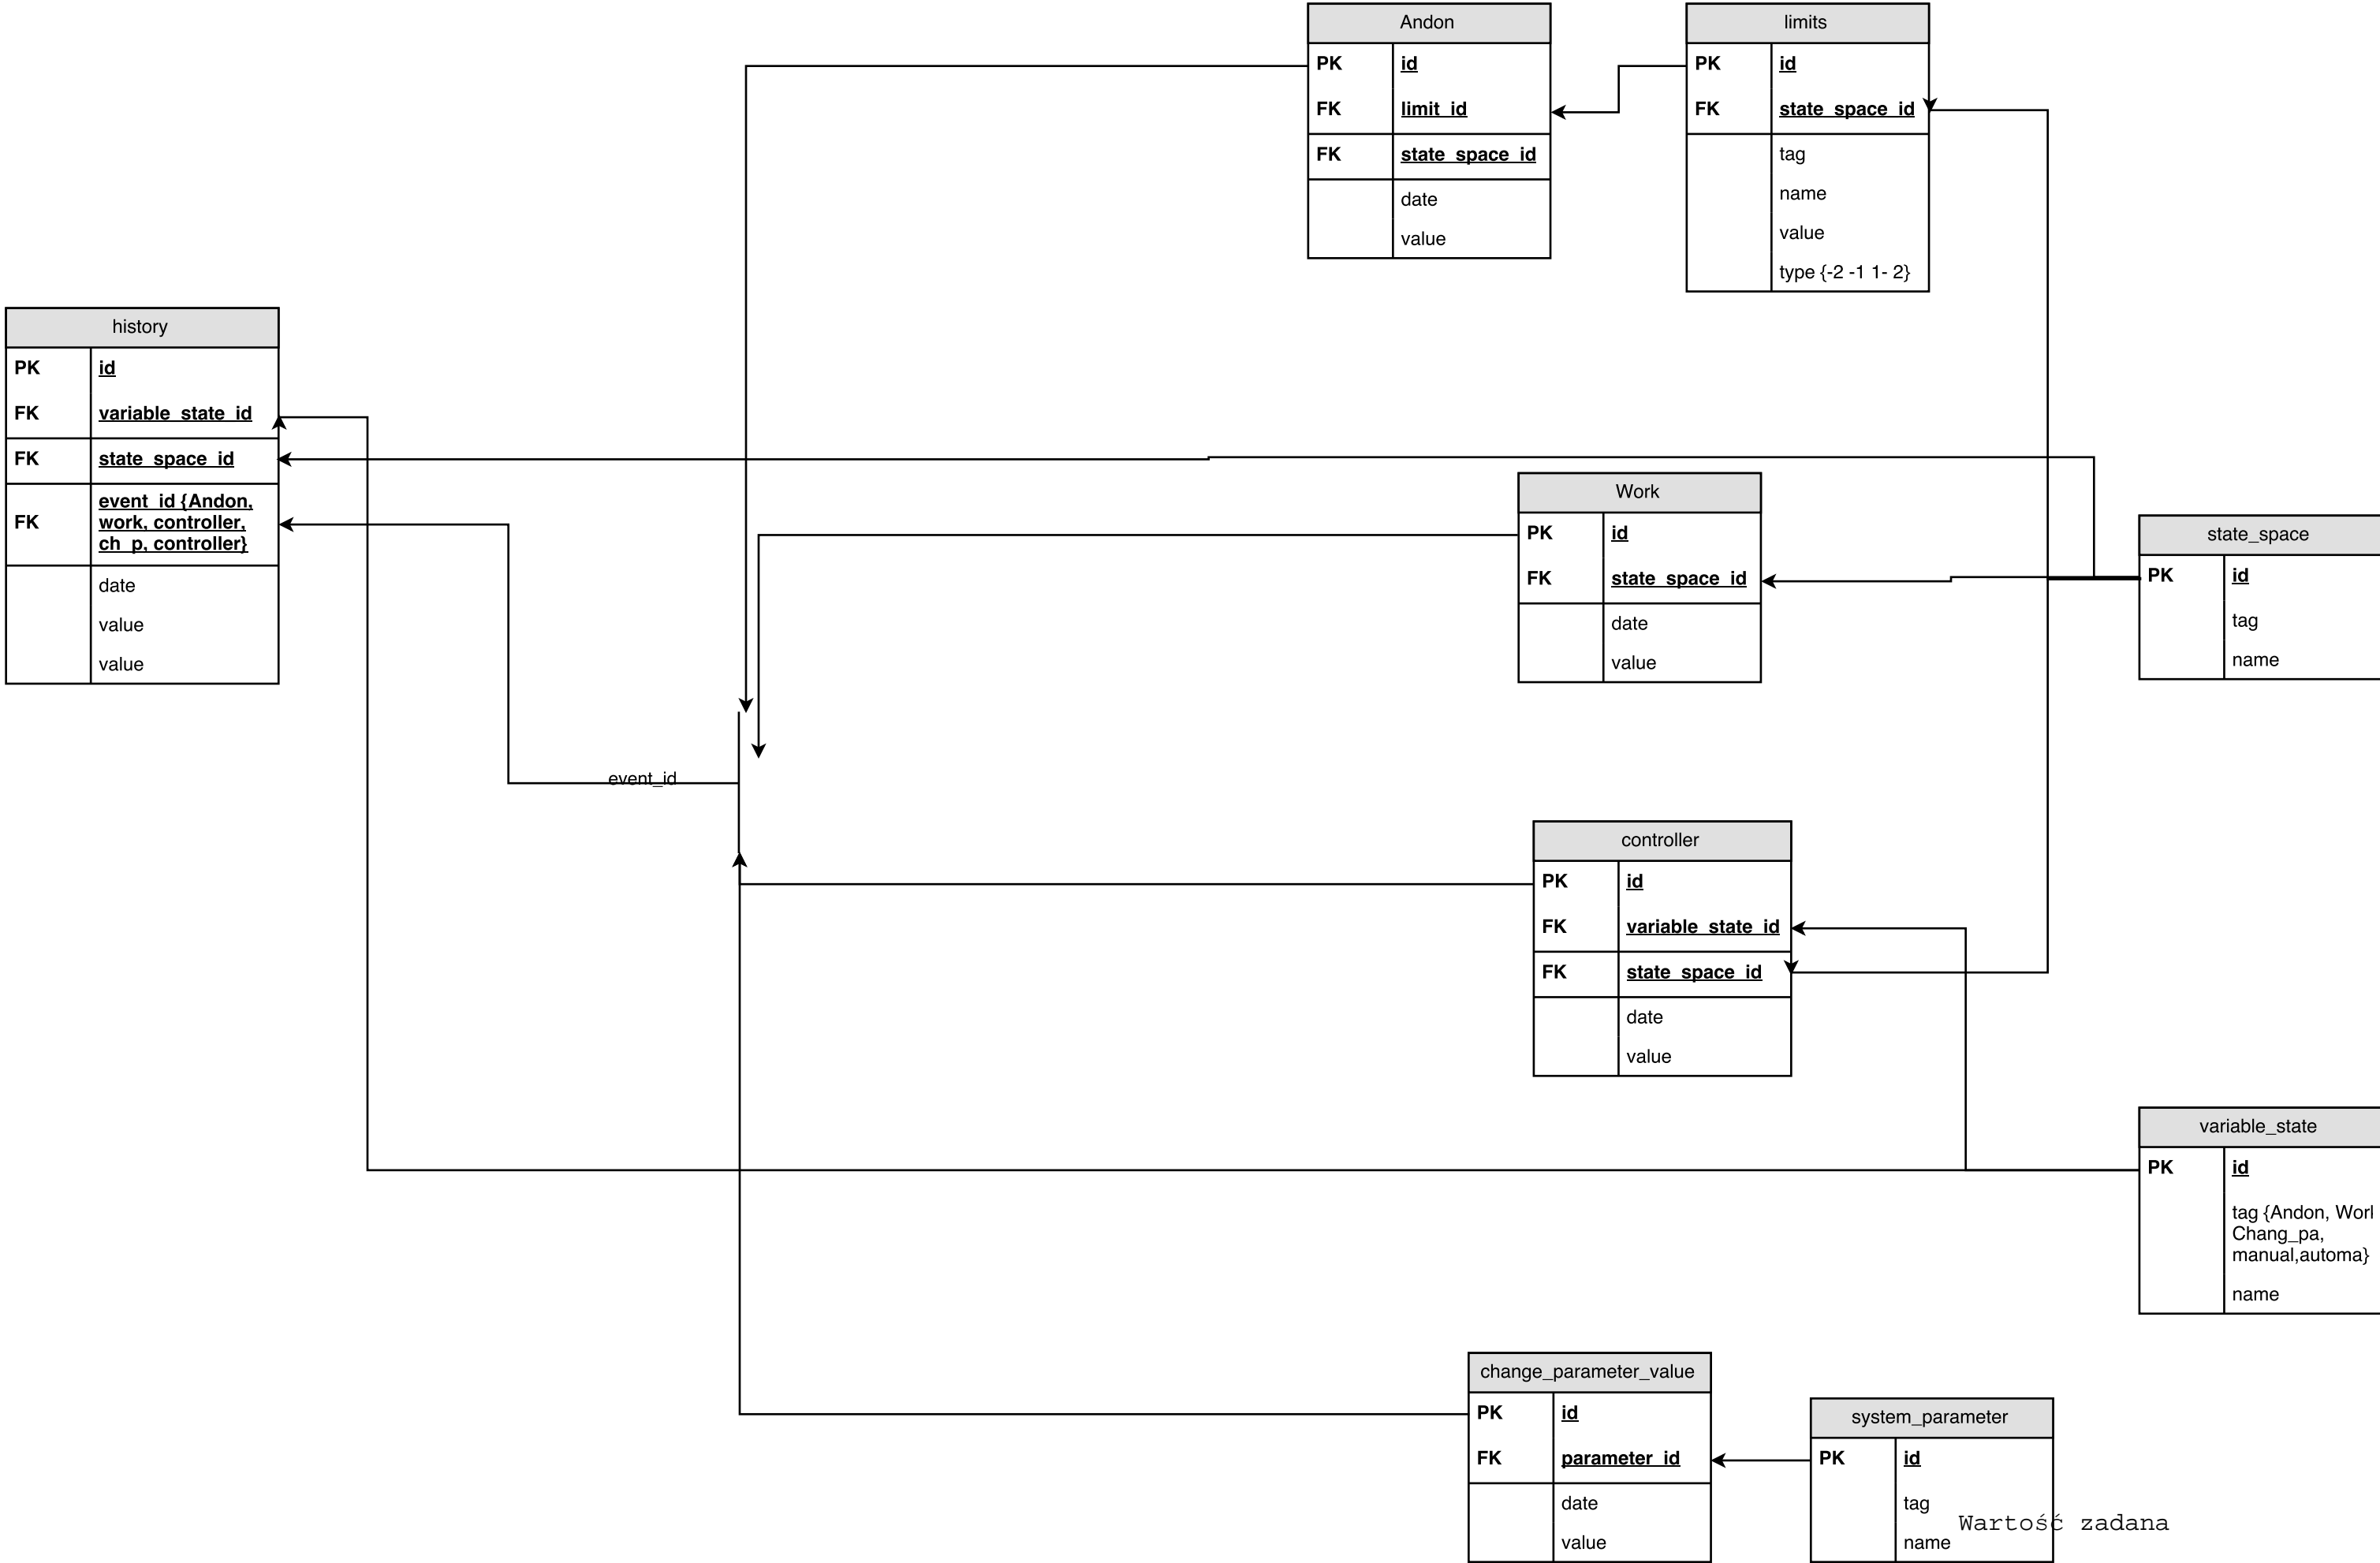 Andon
PK id
FK limit_id
FK state_space_id
date
value
limits
PK id
FK state_space_id
tag
name
value
type {-2 -1 1- 2}
history
PK id
FK variable_state_id
FK state_space_id
FK
event_id {Andon,
work, controller,
ch_p, controller}
date
value
value
Work
PK id
FK state_space_id
date
value
state_space
PK id
tag
name
event_id
controller
PK id
FK variable_state_id
FK state_space_id
date
value
variable_state
PK id
tag {Andon, Worl
Chang_pa,
manual,automa}
name
change_parameter_value
PK id
FK parameter_id
date
value
system_parameter
PK id
tag
name
Wartość zadana